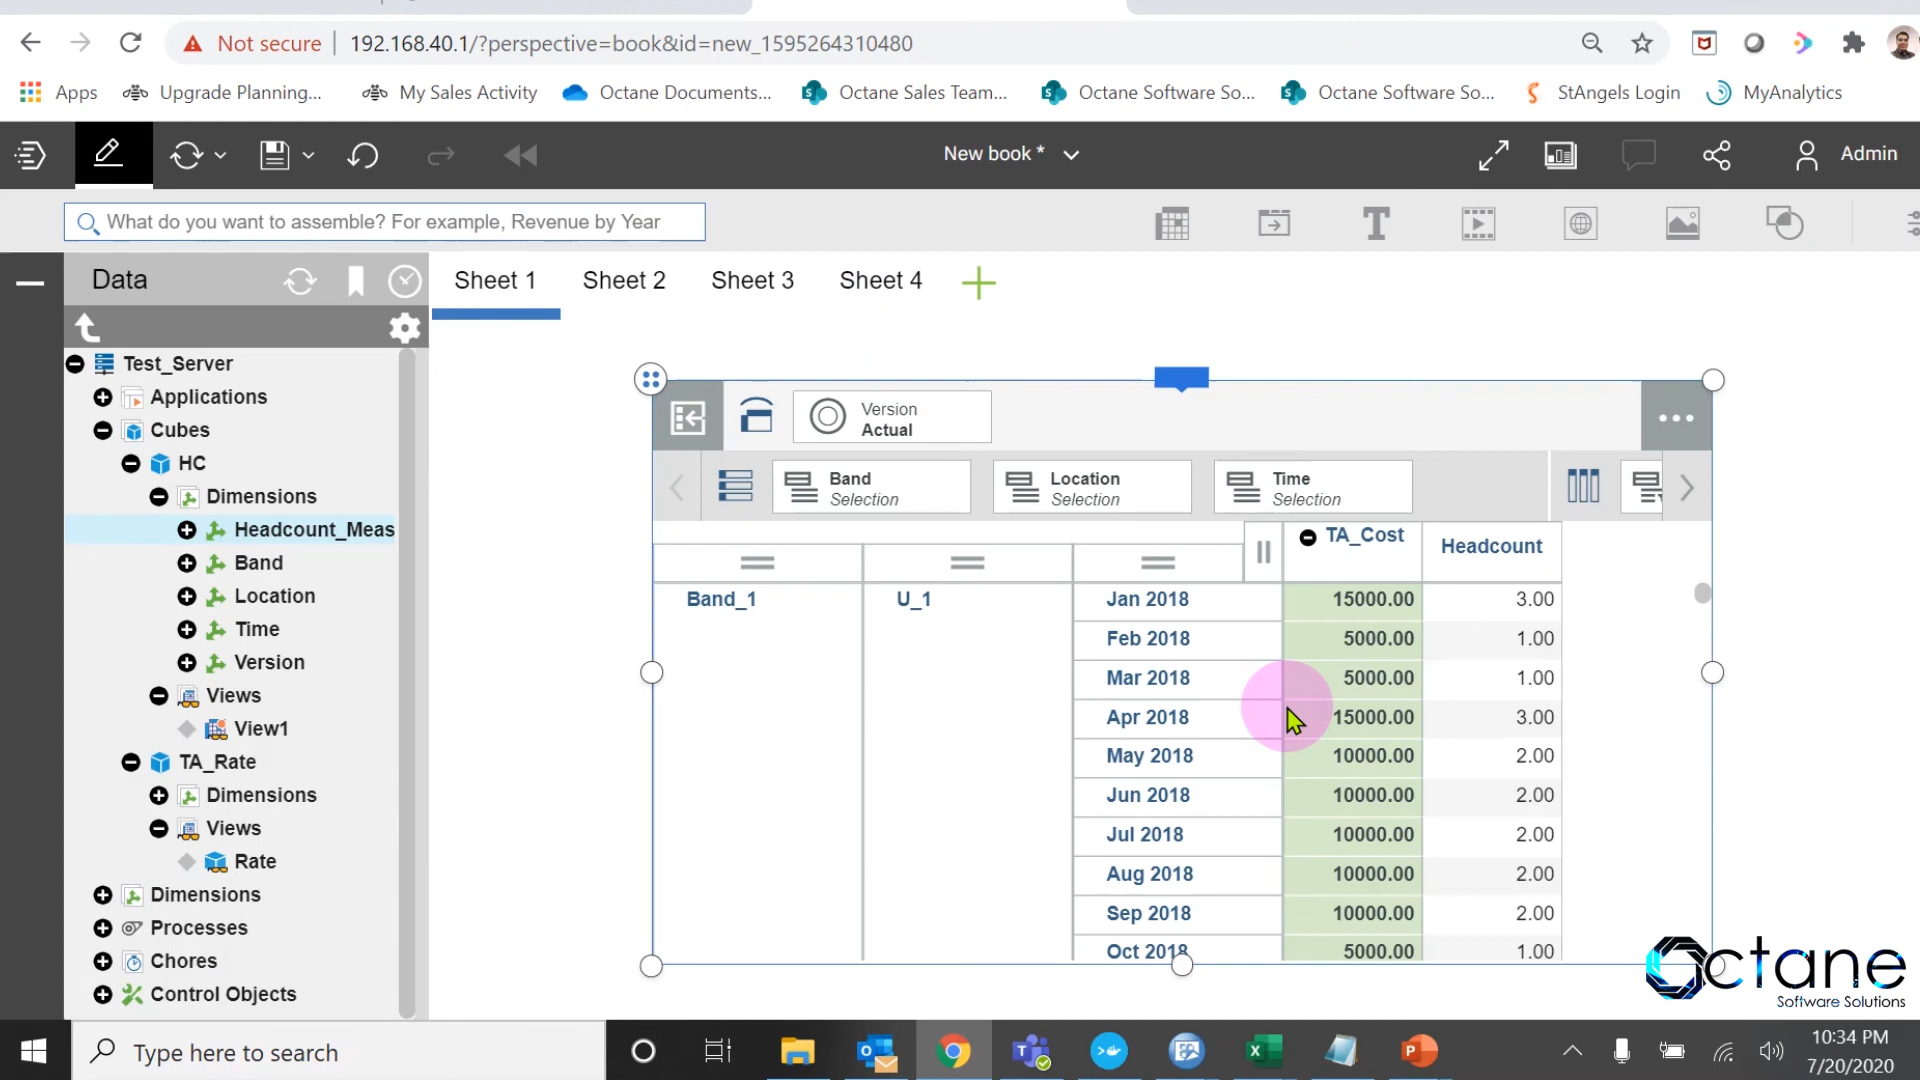 Not secure
192.168.40.1/?perspective=book&id=new_1595264310480
Apps
Upgrade Planning...
My Sales Activity
Octane Documents...
Octane Sales Team...
Octane Software So...
Octane Software So...
StAngels Login
MyAnalytics
New book *
Admin
What do you want to assemble? For example, Revenue by Year
Data
Sheet 1
Sheet 2
Sheet 3
Sheet 4
Test_Server
Applications
Cubes
HC
Dimensions
Headcount_Meas
Band
Location
Time
Version
Views
View1
TA_Rate
Dimensions
Views
Rate
Dimensions
Processes
Chores
Control Objects
Version
Actual
Band
Selection
Location
Selection
Time
Selection
TA_Cost Headcount
Band_1 U_1 Jan 2018 15000.00 3.00
Feb 2018 5000.00 1.00
Mar 2018 5000.00 1.00
Apr 2018 15000.00 3.00
May 2018 10000.00 2.00
Jun 2018 10000.00 2.00
Jul 2018 10000.00 2.00
Aug 2018 10000.00 2.00
Sep 2018 10000.00 2.00
Oct 2018 5000.00 1.00
Octane
Software Solutions
Type here to search
10:34 PM
7/20/2020